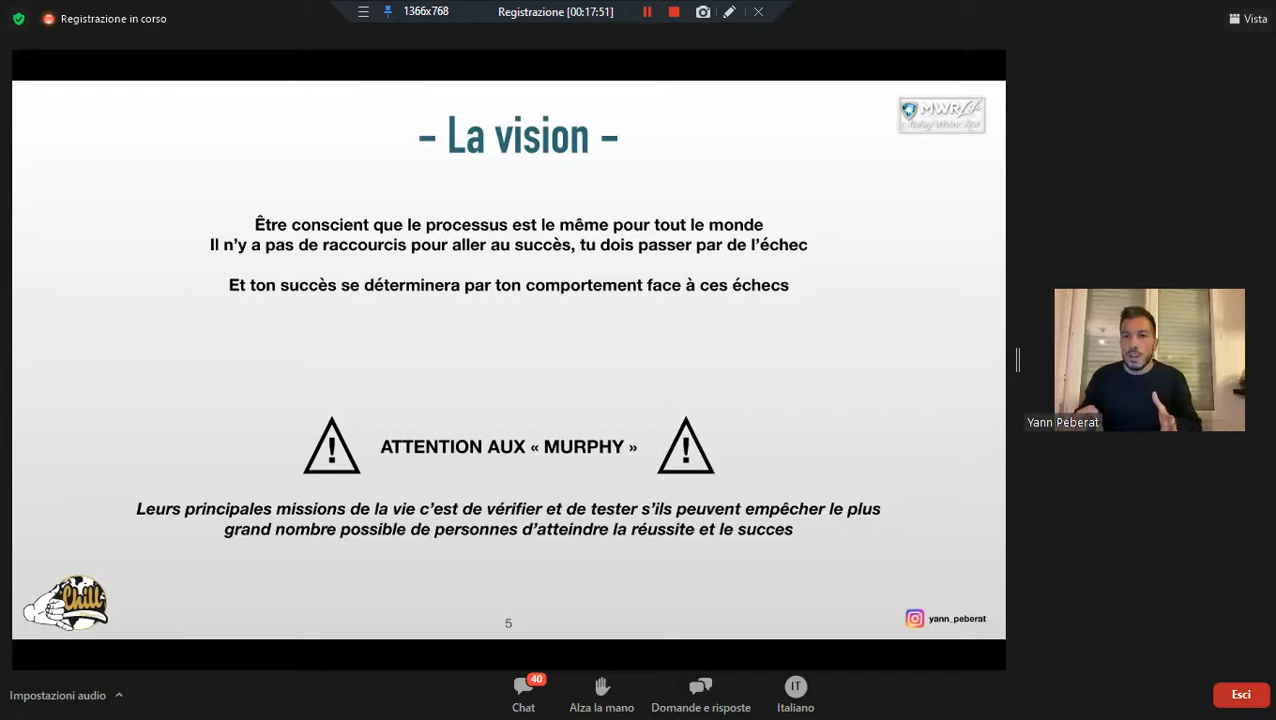 Registrazione in corso
1366x768
Registrazione [00:17:51]
Vista
– La vision –
MWR Life
Être conscient que le processus est le même pour tout le monde
Il n’y a pas de raccourcis pour aller au succès, tu dois passer par de l’échec
Et ton succès se déterminera par ton comportement face à ces échecs
ATTENTION AUX « MURPHY »
Leurs principales missions de la vie c’est de vérifier et de tester s’ils peuvent empêcher le plus
grand nombre possible de personnes d’atteindre la réussite et le succes
Chill
5
yann_peberat
Yann Peberat
Impostazioni audio
40
Chat
Alza la mano
Domande e risposte
IT
Italiano
Esci